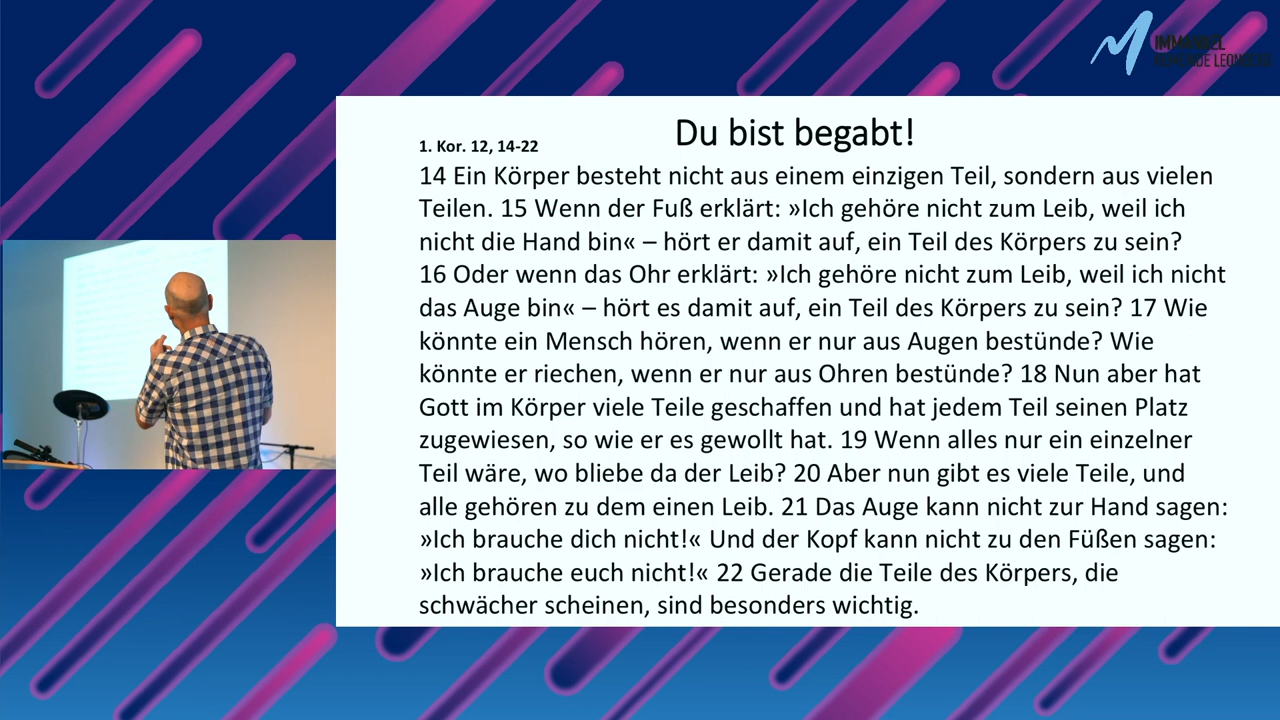 IMMANUEL
GEMEINDE LEONBERG
Du bist begabt!
1. Kor. 12, 14-22
14 Ein Körper besteht nicht aus einem einzigen Teil, sondern aus vielen
Teilen. 15 Wenn der Fuß erklärt: »Ich gehöre nicht zum Leib, weil ich
nicht die Hand bin« – hört er damit auf, ein Teil des Körpers zu sein?
16 Oder wenn das Ohr erklärt: »Ich gehöre nicht zum Leib, weil ich nicht
das Auge bin« – hört es damit auf, ein Teil des Körpers zu sein? 17 Wie
könnte ein Mensch hören, wenn er nur aus Augen bestünde? Wie
könnte er riechen, wenn er nur aus Ohren bestünde? 18 Nun aber hat
Gott im Körper viele Teile geschaffen und hat jedem Teil seinen Platz
zugewiesen, so wie er es gewollt hat. 19 Wenn alles nur ein einzelner
Teil wäre, wo bliebe da der Leib? 20 Aber nun gibt es viele Teile, und
alle gehören zu dem einen Leib. 21 Das Auge kann nicht zur Hand sagen:
»Ich brauche dich nicht!« Und der Kopf kann nicht zu den Füßen sagen:
»Ich brauche euch nicht!« 22 Gerade die Teile des Körpers, die
schwächer scheinen, sind besonders wichtig.